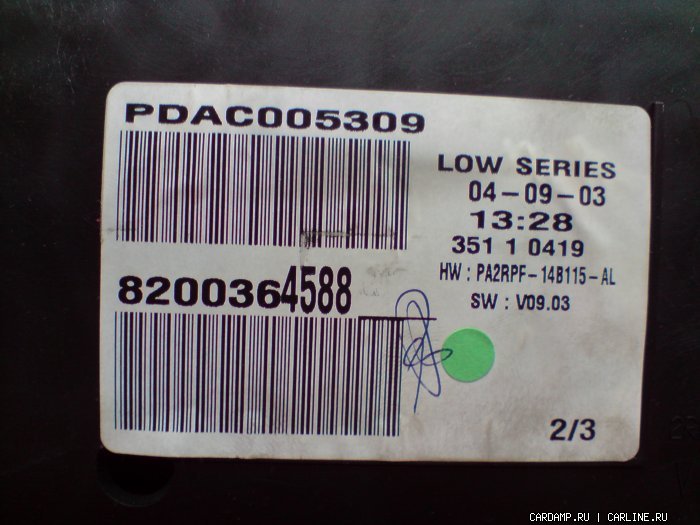 PDAC005309
LOW SERIES
04-09-03
13:28
351 1 0419
HW : PA2RPF-14B115-AL
SW : V09.03
8200364588
2/3
CARDAMP.RU | CARLINE.RU